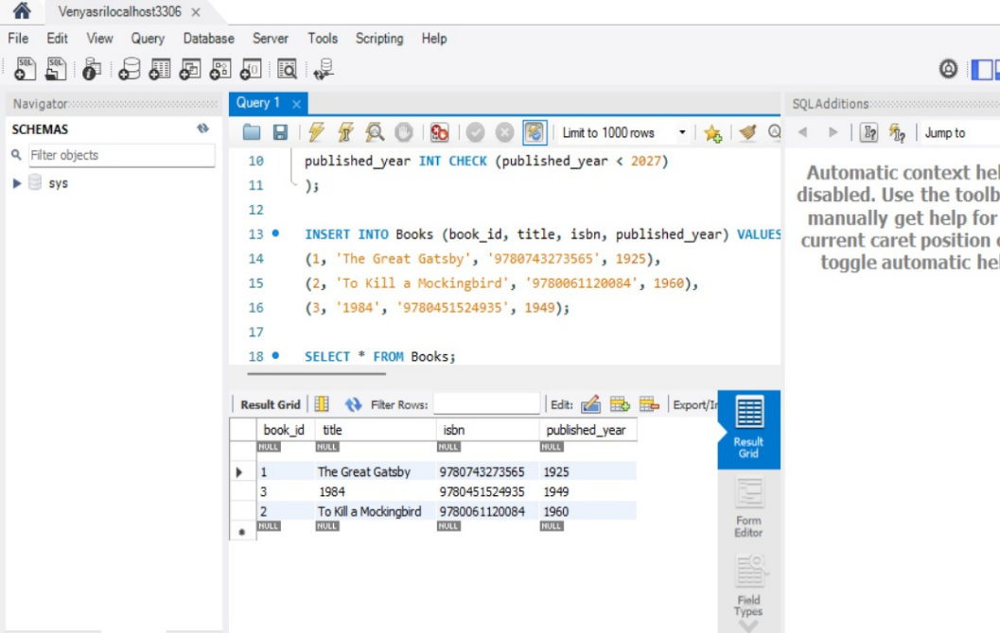 Venyasrilocalhost3306 ×
File Edit View Query Database Server Tools Scripting Help
SQL SQL
Navigator
SCHEMAS
Filter objects
sys
Query 1 ×
Limit to 1000 rows
10 published_year INT CHECK (published_year < 2027)
11 );
12
13 INSERT INTO Books (book_id, title, isbn, published_year) VALUES
14 (1, 'The Great Gatsby', '9780743273565', 1925),
15 (2, 'To Kill a Mockingbird', '9780061120084', 1960),
16 (3, '1984', '9780451524935', 1949);
17
18 SELECT * FROM Books;
Result Grid Filter Rows: Edit: Export/I
book_id title isbn published_year
NULL NULL NULL NULL
1 The Great Gatsby 9780743273565 1925
3 1984 9780451524935 1949
2 To Kill a Mockingbird 9780061120084 1960
NULL NULL NULL NULL
Result
Grid
Form
Editor
Field
Types
SQLAdditions
Jump to
Automatic context hel
disabled. Use the toolb
manually get help for
current caret position
toggle automatic hel